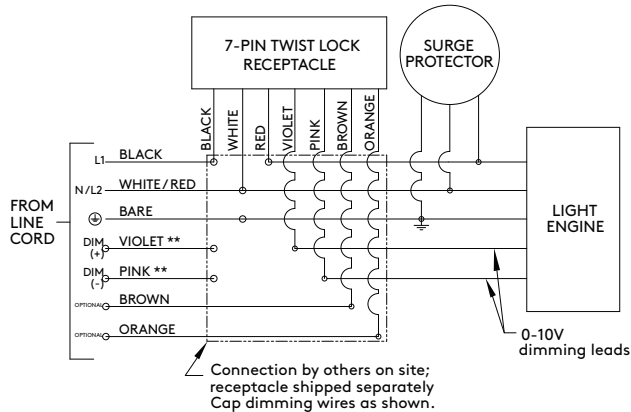 7-PIN TWIST LOCK
RECEPTACLE
SURGE
PROTECTOR
BLACK
WHITE
RED
VIOLET
PINK
BROWN
ORANGE
FROM
LINE
CORD
L1
BLACK
N/L2
WHITE/RED
BARE
DIM
(+)
VIOLET **
DIM
(-)
PINK **
OPTIONAL
BROWN
OPTIONAL
ORANGE
LIGHT
ENGINE
0-10V
dimming leads
Connection by others on site;
receptacle shipped separately
Cap dimming wires as shown.